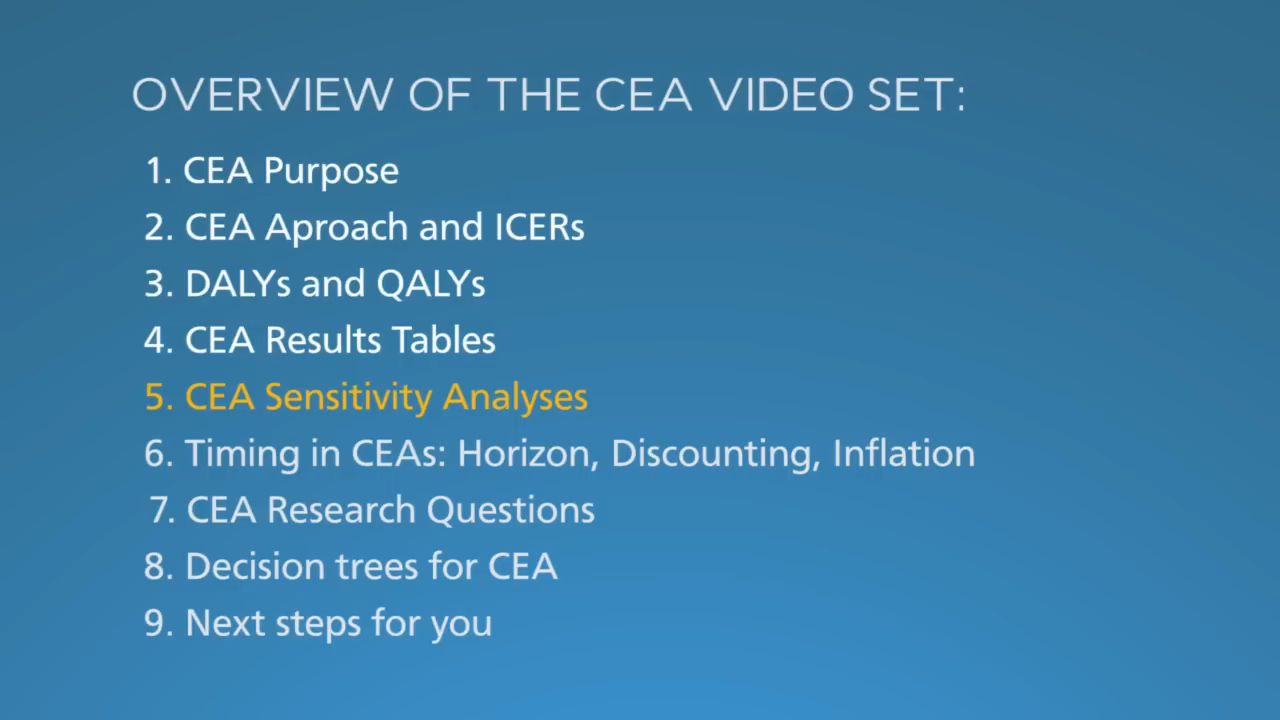 OVERVIEW OF THE CEA VIDEO SET:
1. CEA Purpose
2. CEA Aproach and ICERs
3. DALYs and QALYs
4. CEA Results Tables
5. CEA Sensitivity Analyses
6. Timing in CEAs: Horizon, Discounting, Inflation
7. CEA Research Questions
8. Decision trees for CEA
9. Next steps for you